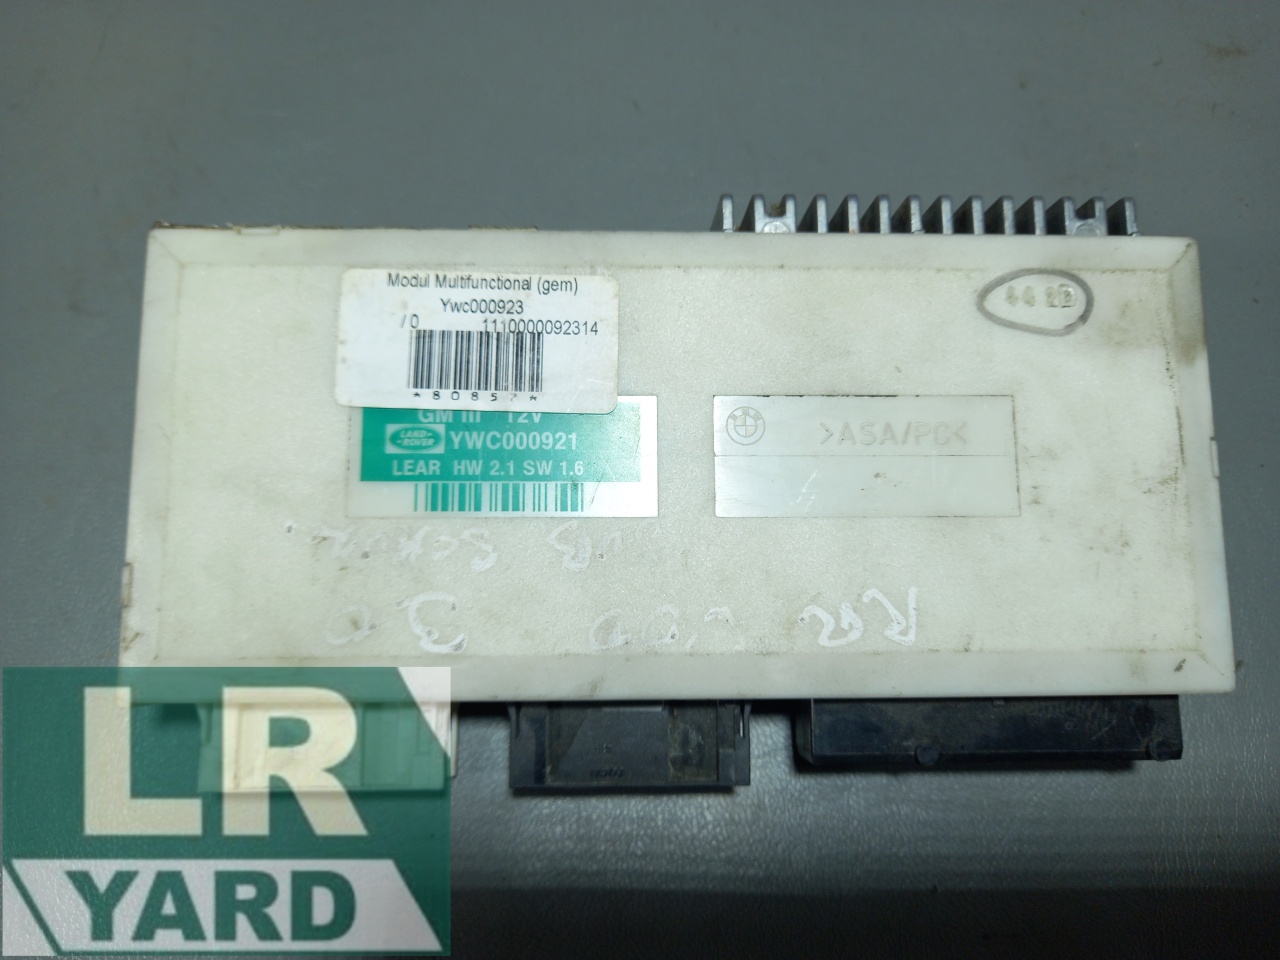 Modul Multifunctional (gem)
Ywc000923
/ 0 1110000092314
*80857*
GM III 12V
LAND-ROVER YWC000921
LEAR HW 2.1 SW 1.6
>ASA/PC<
30
LR
YARD